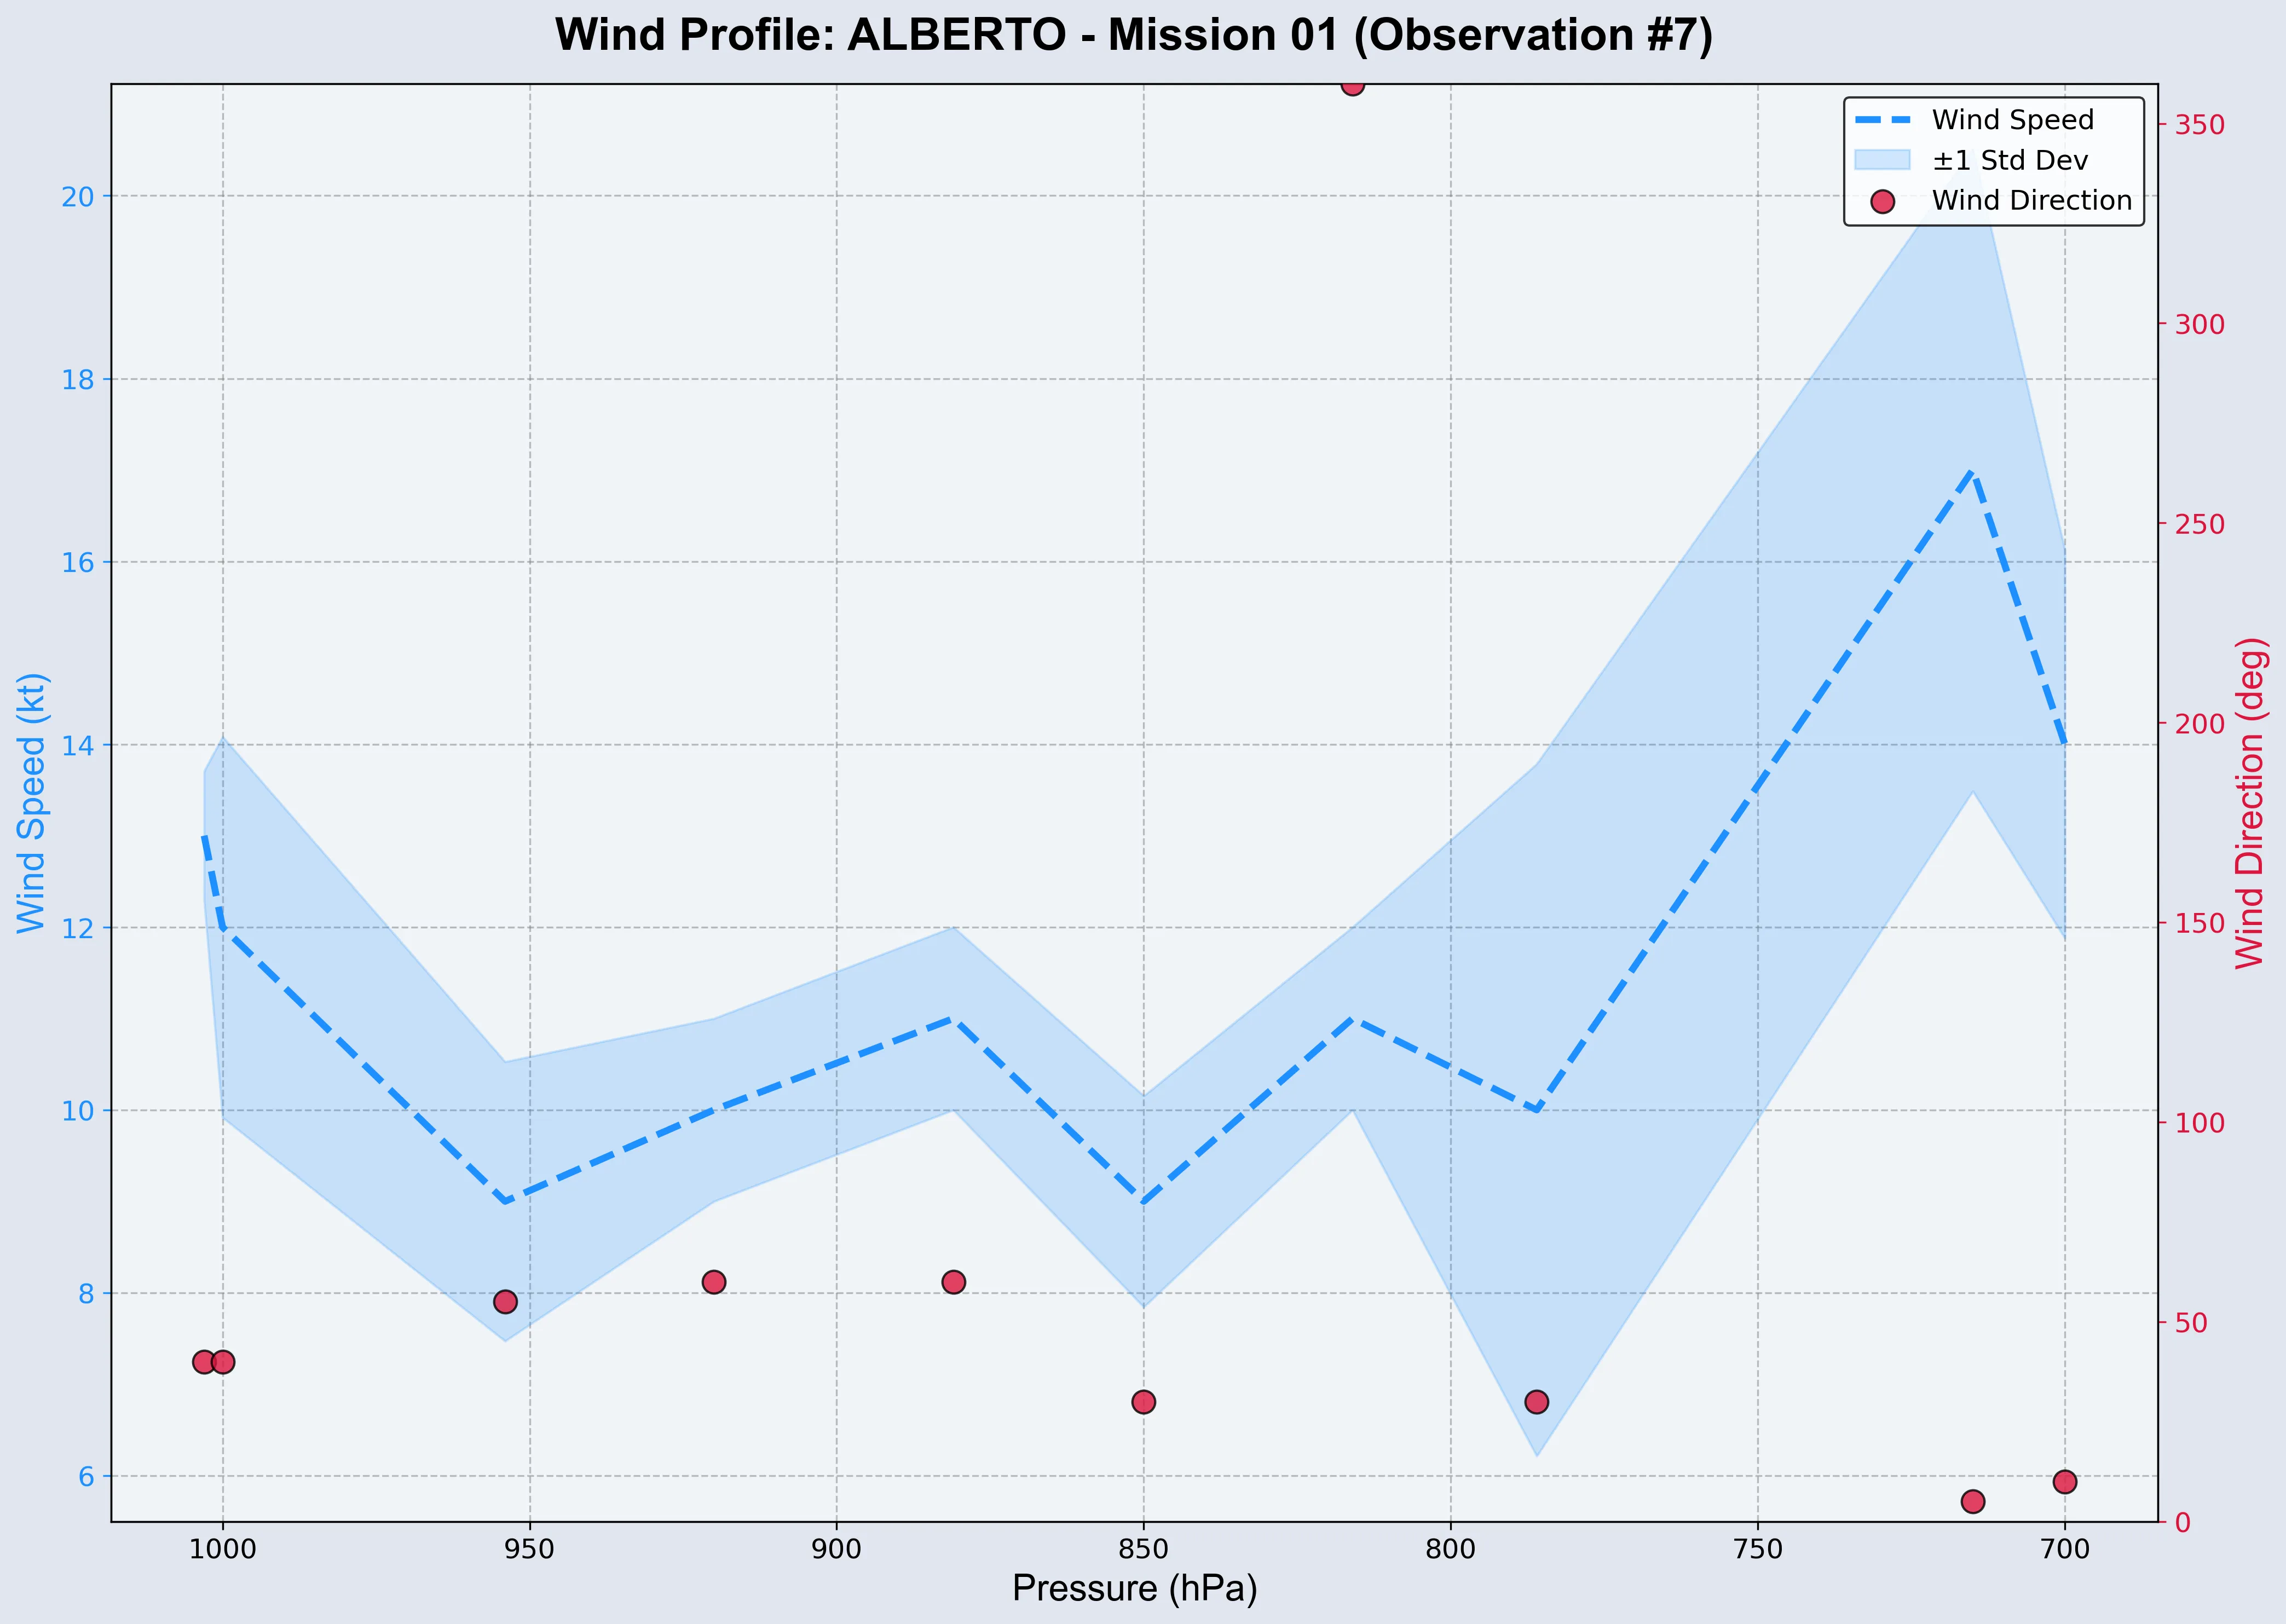 Wind Profile: ALBERTO - Mission 01 (Observation #7)
Wind Speed
±1 Std Dev
Wind Direction
Wind Speed (kt)
20
18
16
14
12
10
8
6
350
300
250
200
150
100
50
0
Wind Direction (deg)
1000 950 900 850 800 750 700
Pressure (hPa)